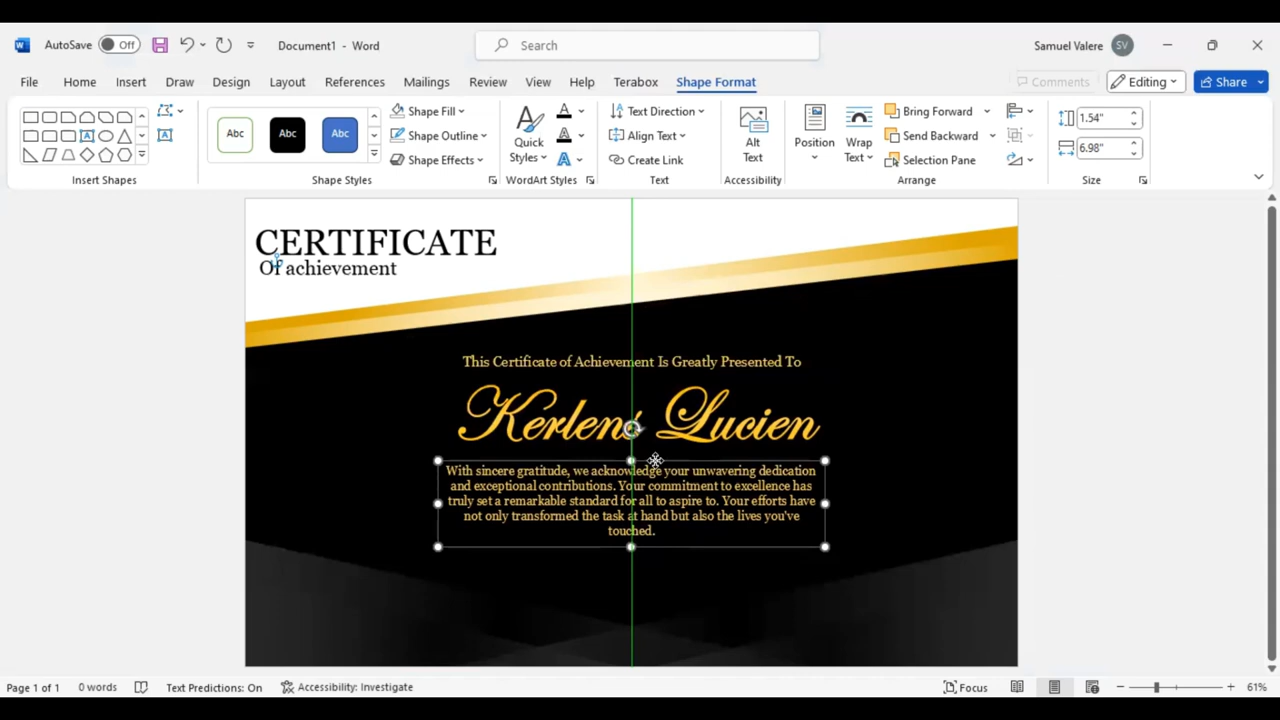 AutoSave Off Document1 - Word Search Samuel Valere SV
File Home Insert Draw Design Layout References Mailings Review View Help Terabox Shape Format Comments Editing Share
Abc Abc Abc
Shape Fill
Shape Outline
Shape Effects
Quick Styles
A
A
A
Text Direction
Align Text
Create Link
Alt Text
Position
Wrap Text
Bring Forward
Send Backward
Selection Pane
1.54"
6.98"
Insert Shapes Shape Styles WordArt Styles Text Accessibility Arrange Size
CERTIFICATE
Of achievement
This Certificate of Achievement Is Greatly Presented To
Kerlens Lucien
With sincere gratitude, we acknowledge your unwavering dedication
and exceptional contributions. Your commitment to excellence has
truly set a remarkable standard for all to aspire to. Your efforts have
not only transformed the task at hand but also the lives you've
touched.
Page 1 of 1 0 words Text Predictions: On Accessibility: Investigate Focus 61%